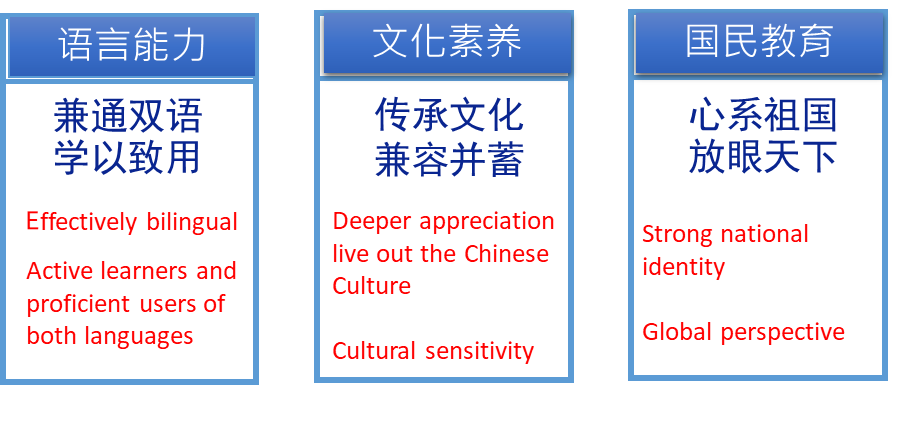 语言能力
兼通双语
学以致用
Effectively bilingual
Active learners and
proficient users of
both languages
文化素养
传承文化
兼容并蓄
Deeper appreciation
live out the Chinese
Culture
Cultural sensitivity
国民教育
心系祖国
放眼天下
Strong national
identity
Global perspective